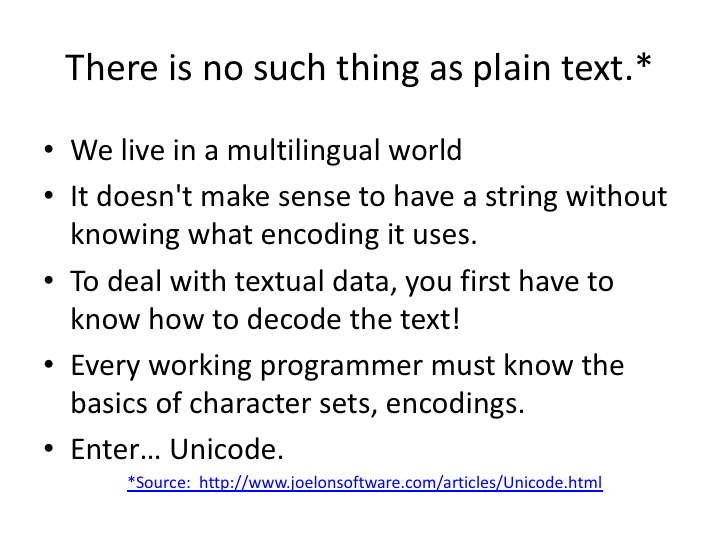 There is no such thing as plain text.*
• We live in a multilingual world
• It doesn't make sense to have a string without
knowing what encoding it uses.
• To deal with textual data, you first have to
know how to decode the text!
• Every working programmer must know the
basics of character sets, encodings.
• Enter… Unicode.
*Source:  http://www.joelonsoftware.com/articles/Unicode.html